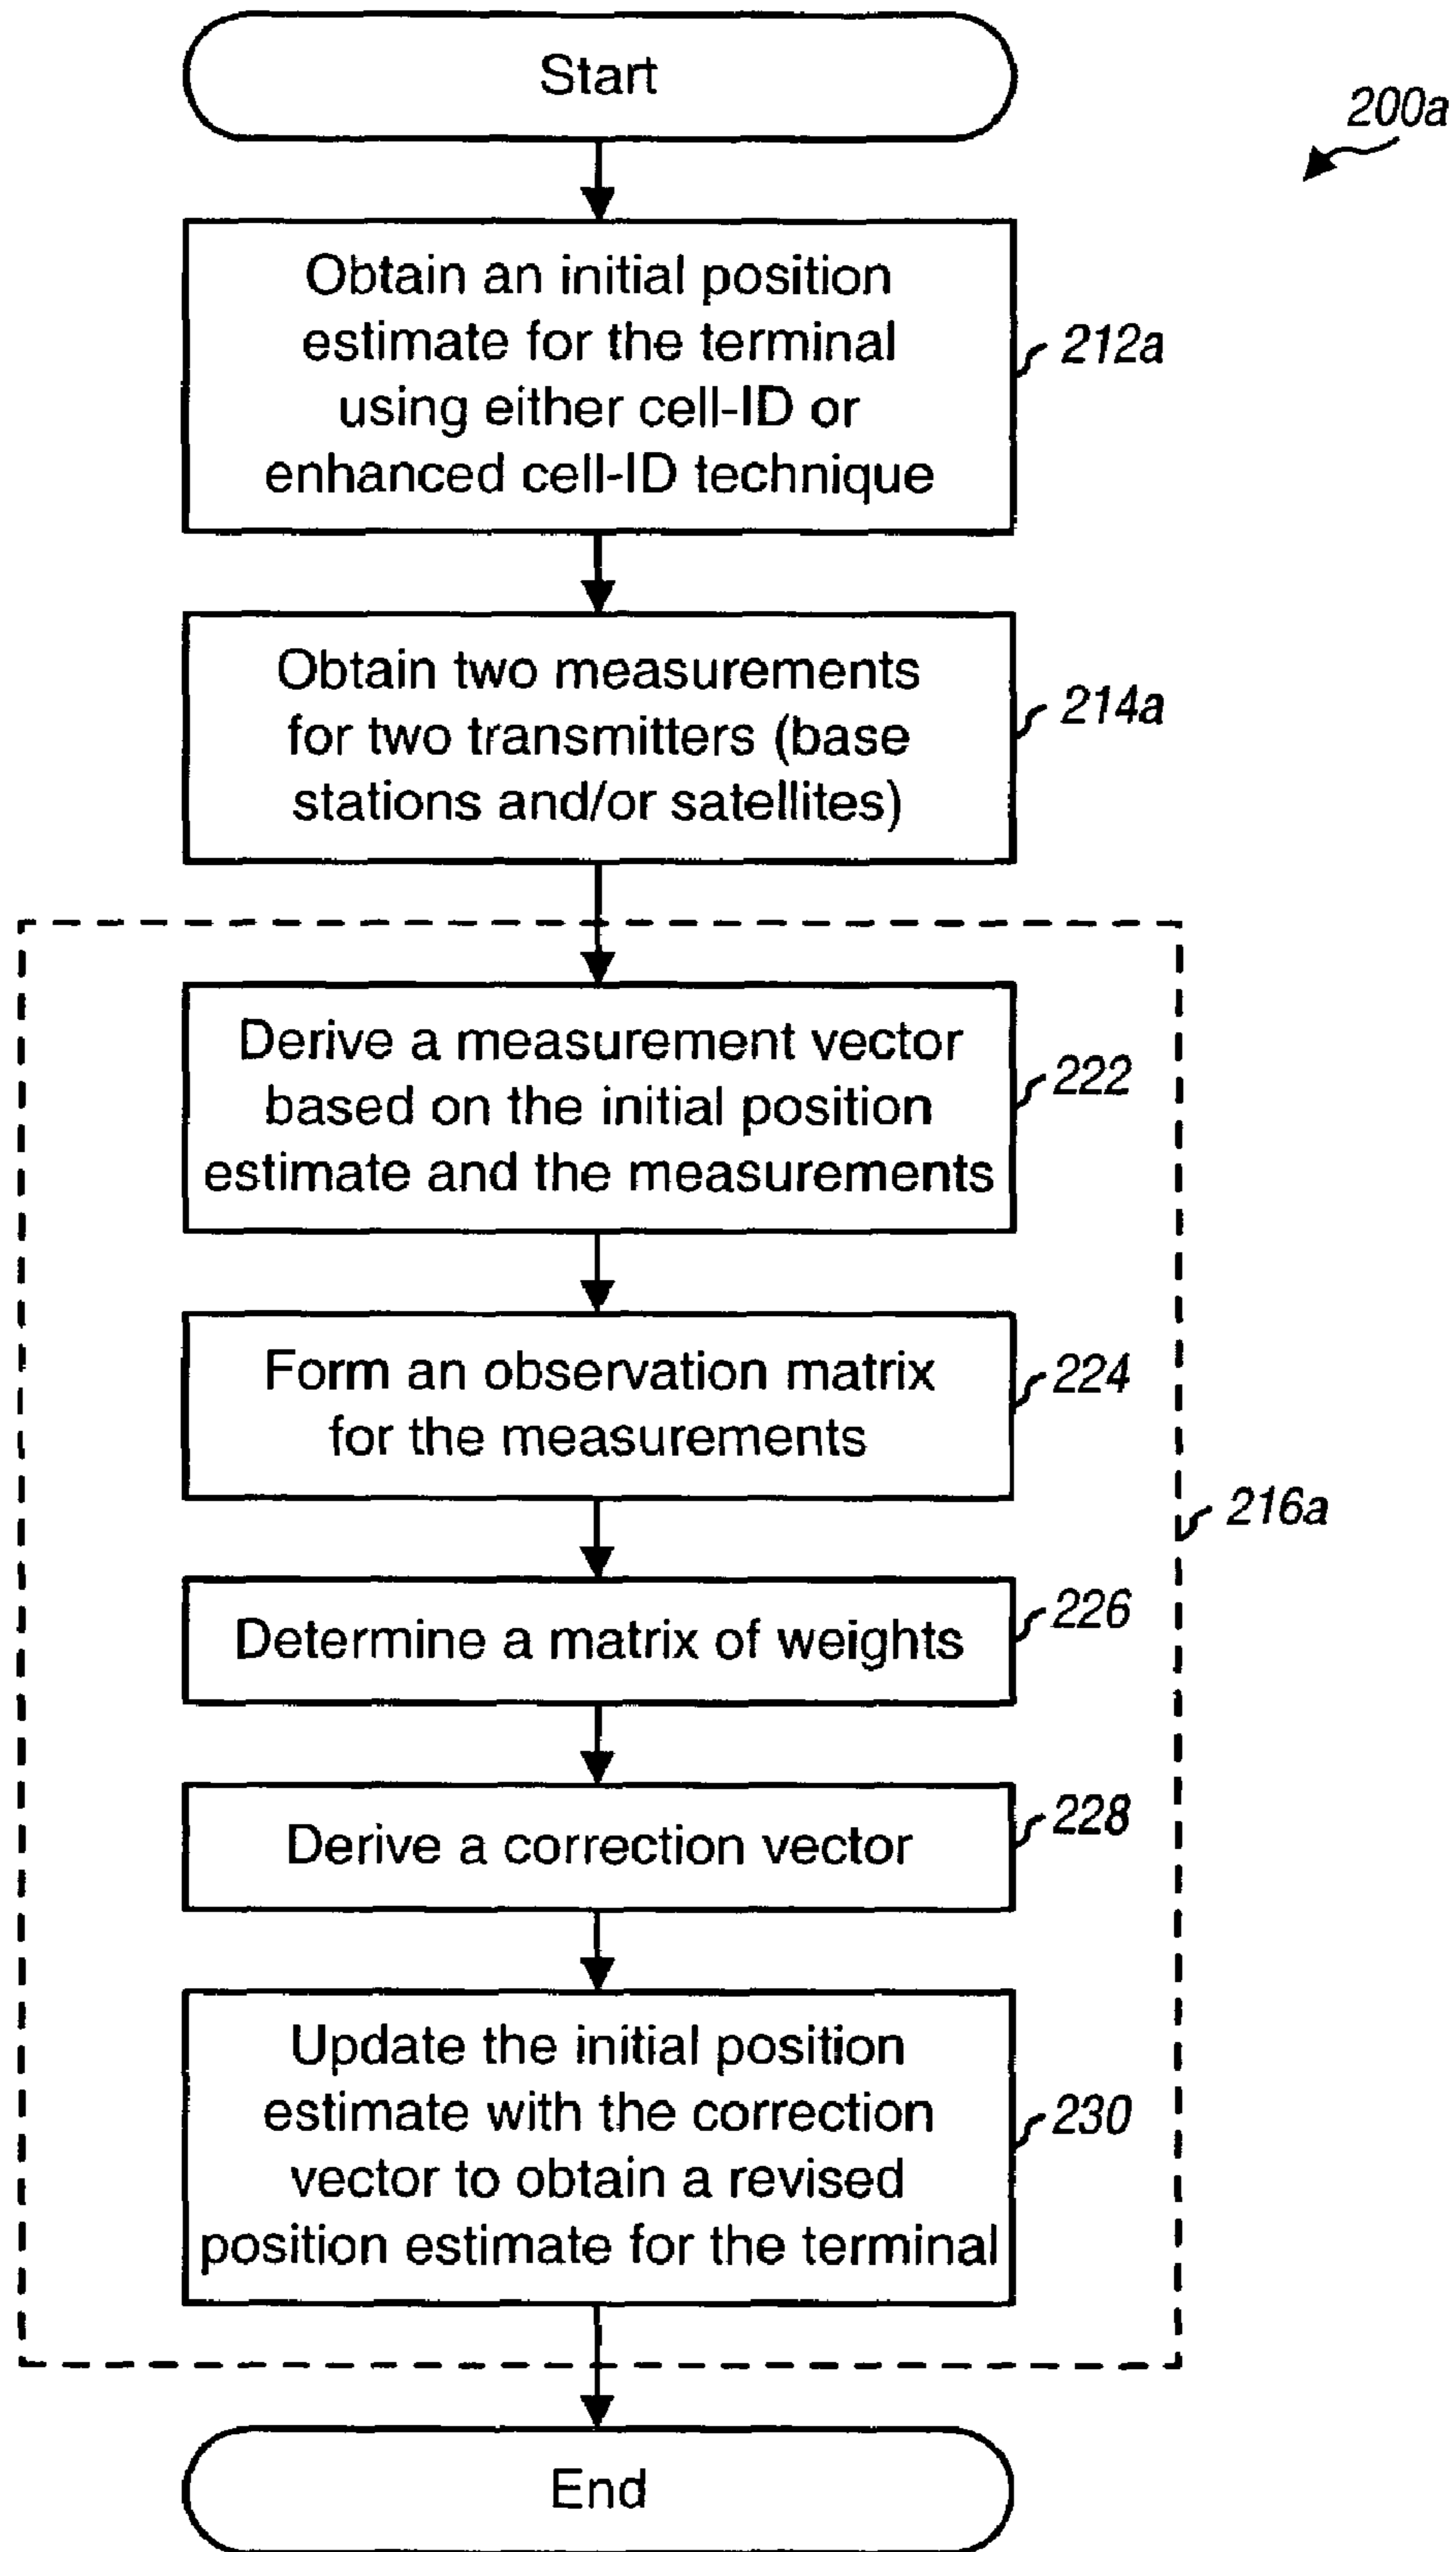 Start
200a
Obtain an initial position
estimate for the terminal
using either cell-ID or
enhanced cell-ID technique
212a
Obtain two measurements
for two transmitters (base
stations and/or satellites)
214a
Derive a measurement vector
based on the initial position
estimate and the measurements
222
Form an observation matrix
for the measurements
224
216a
Determine a matrix of weights
226
Derive a correction vector
228
Update the initial position
estimate with the correction
vector to obtain a revised
position estimate for the terminal
230
End